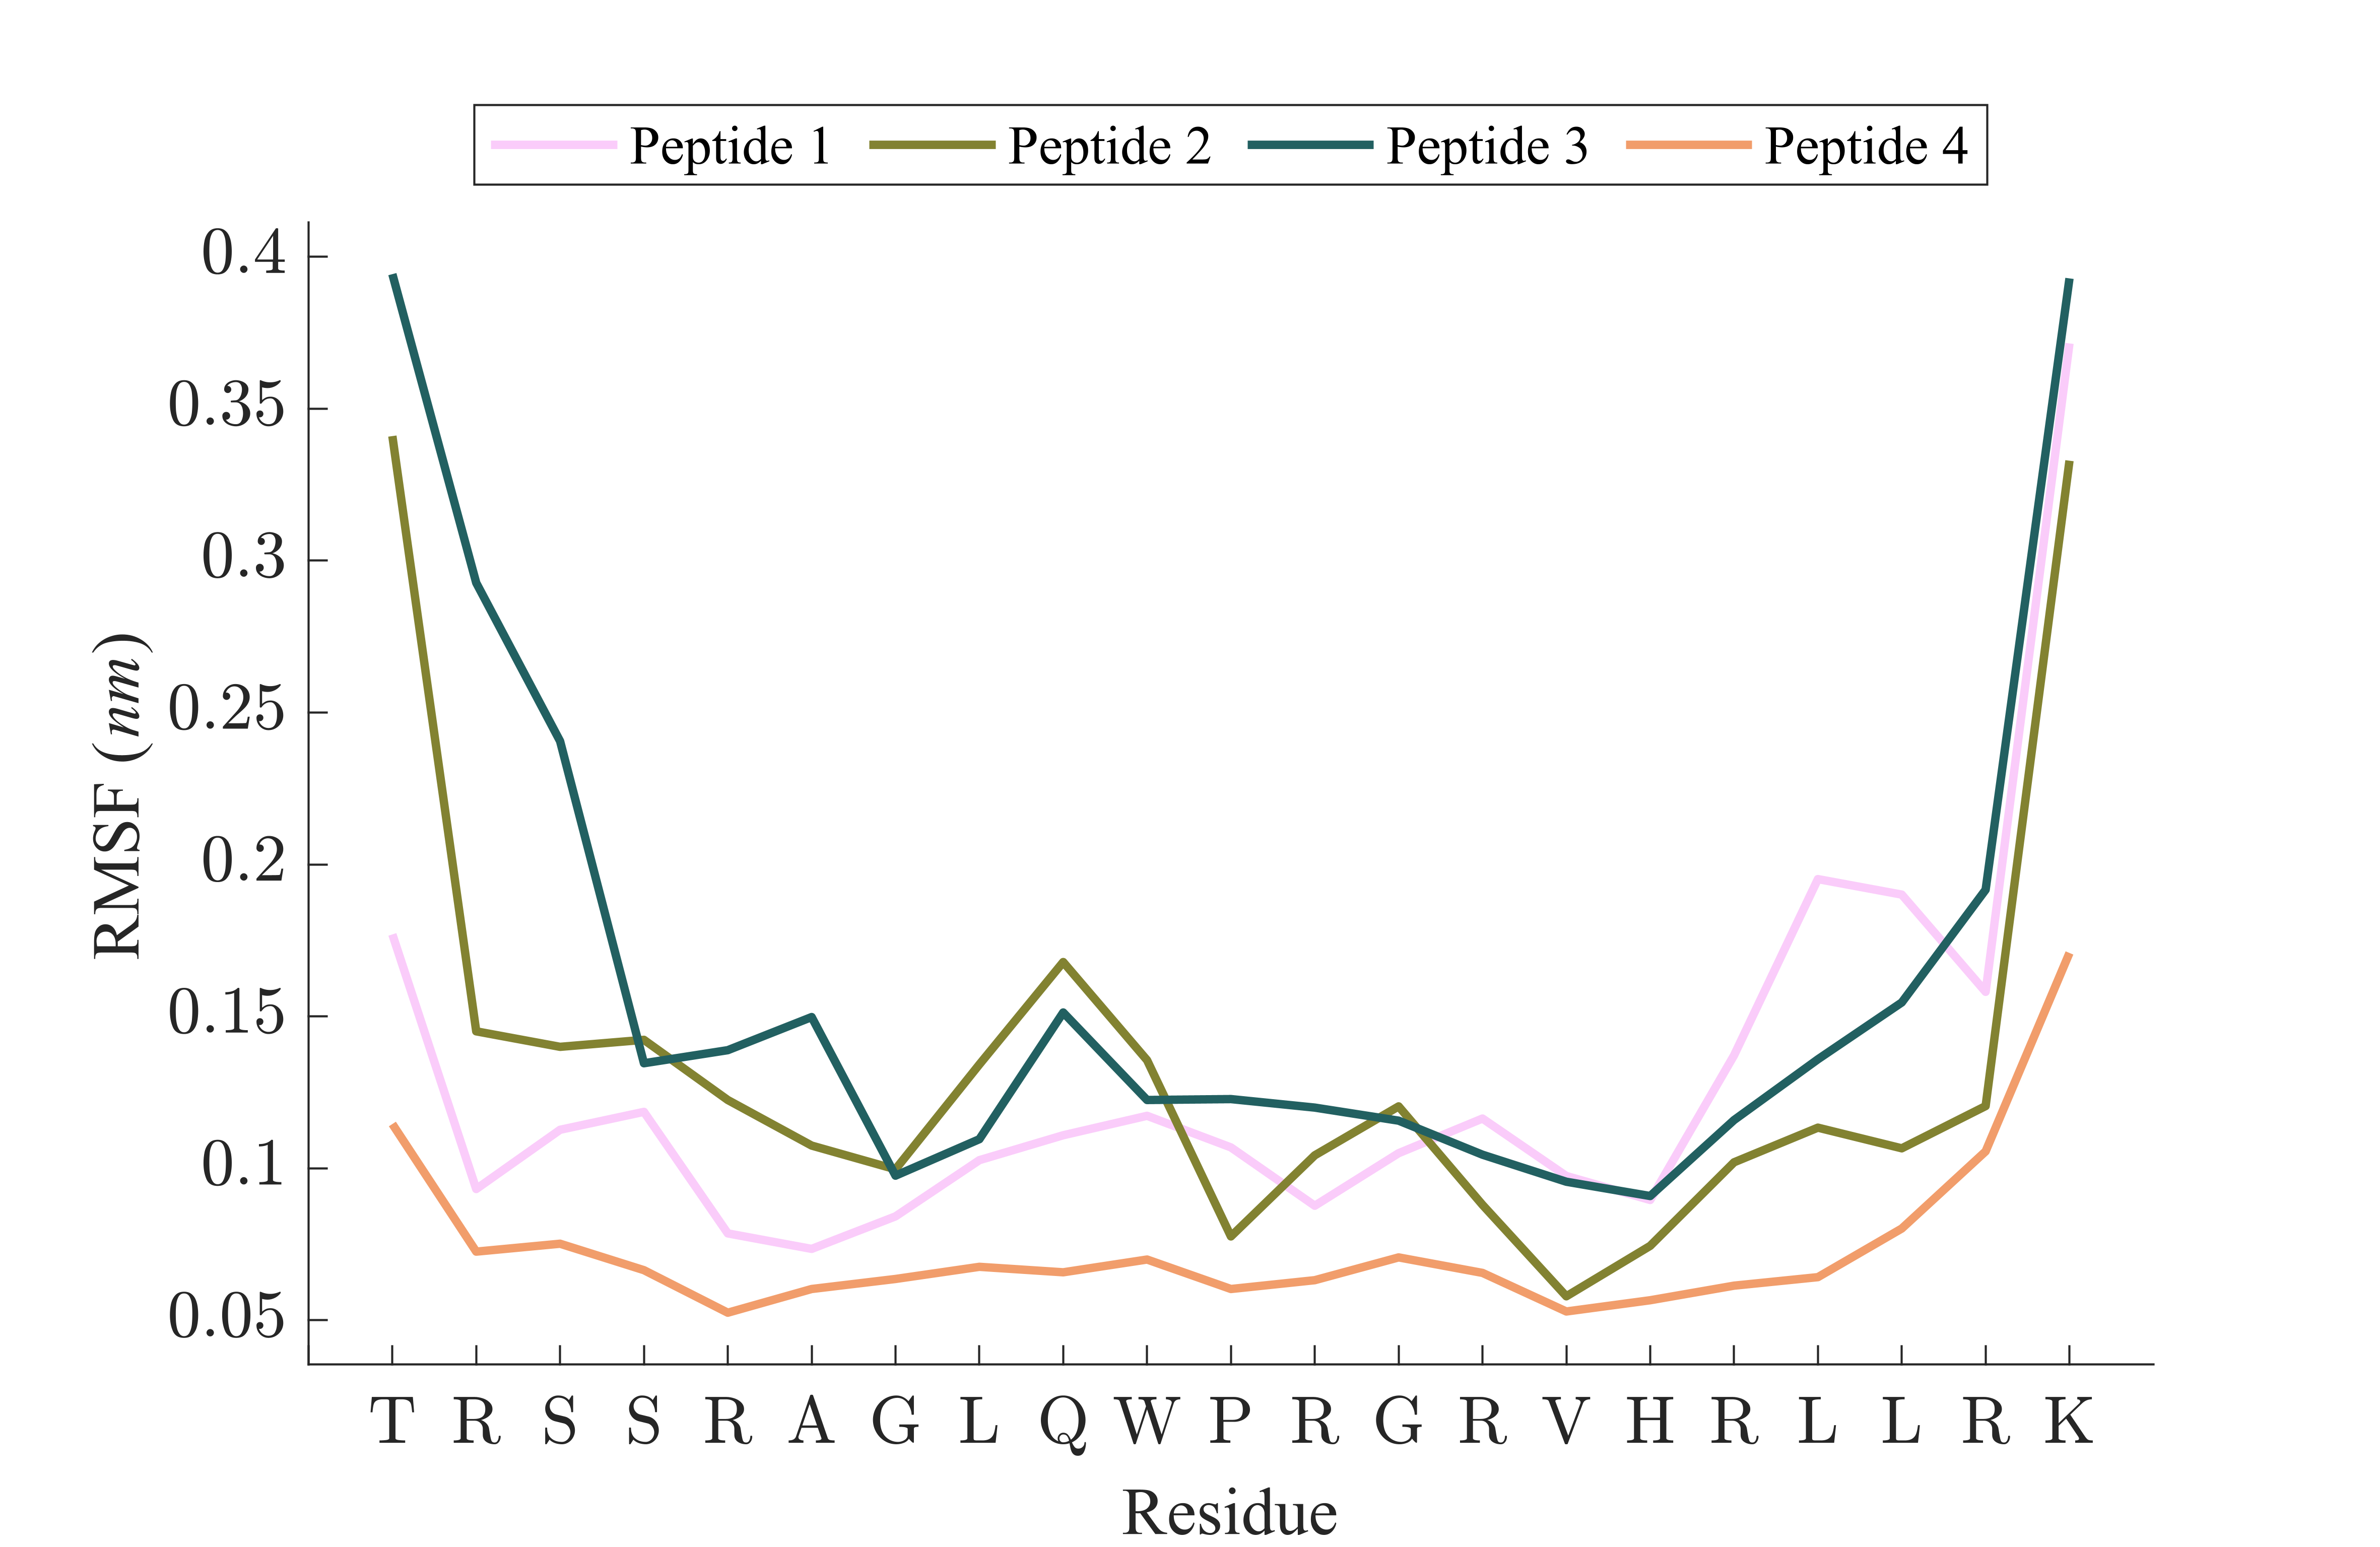 Peptide 1 Peptide 2 Peptide 3 Peptide 4
0.4
0.35
0.3
0.25
0.2
0.15
0.1
0.05
RMSF (nm)
T R S S R A G L Q W P R G R V H R L L R K
Residue